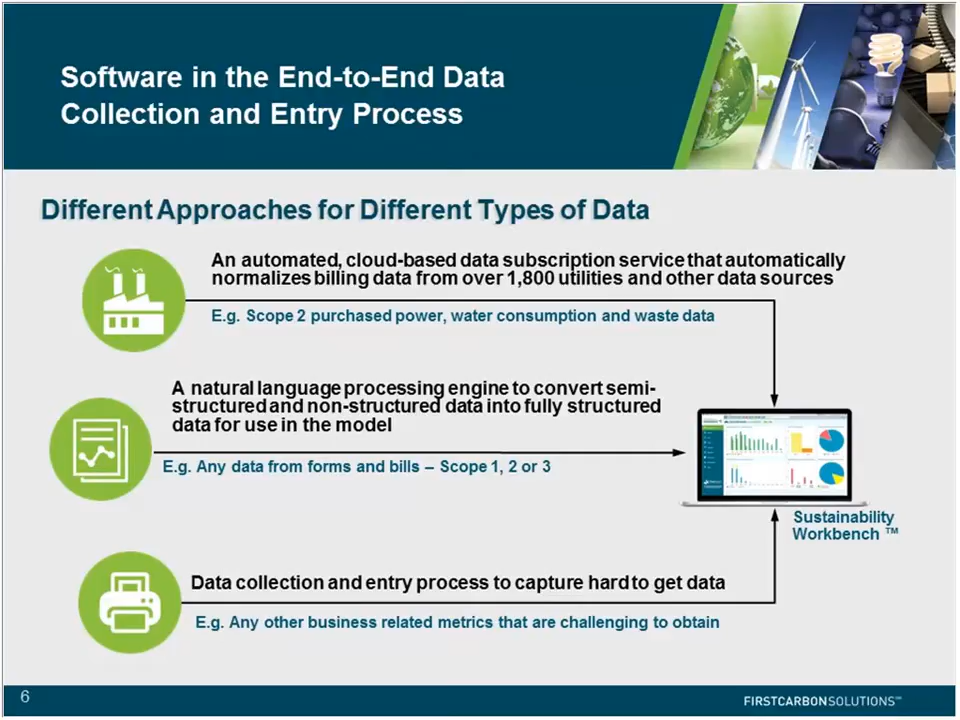 Software in the End-to-End Data
Collection and Entry Process
Different Approaches for Different Types of Data
An automated, cloud-based data subscription service that automatically
normalizes billing data from over 1,800 utilities and other data sources
E.g. Scope 2 purchased power, water consumption and waste data
A natural language processing engine to convert semi-
structured and non-structured data into fully structured
data for use in the model
E.g. Any data from forms and bills – Scope 1, 2 or 3
Sustainability
Workbench ™
Data collection and entry process to capture hard to get data
E.g. Any other business related metrics that are challenging to obtain
6
FIRSTCARBONSOLUTIONS℠